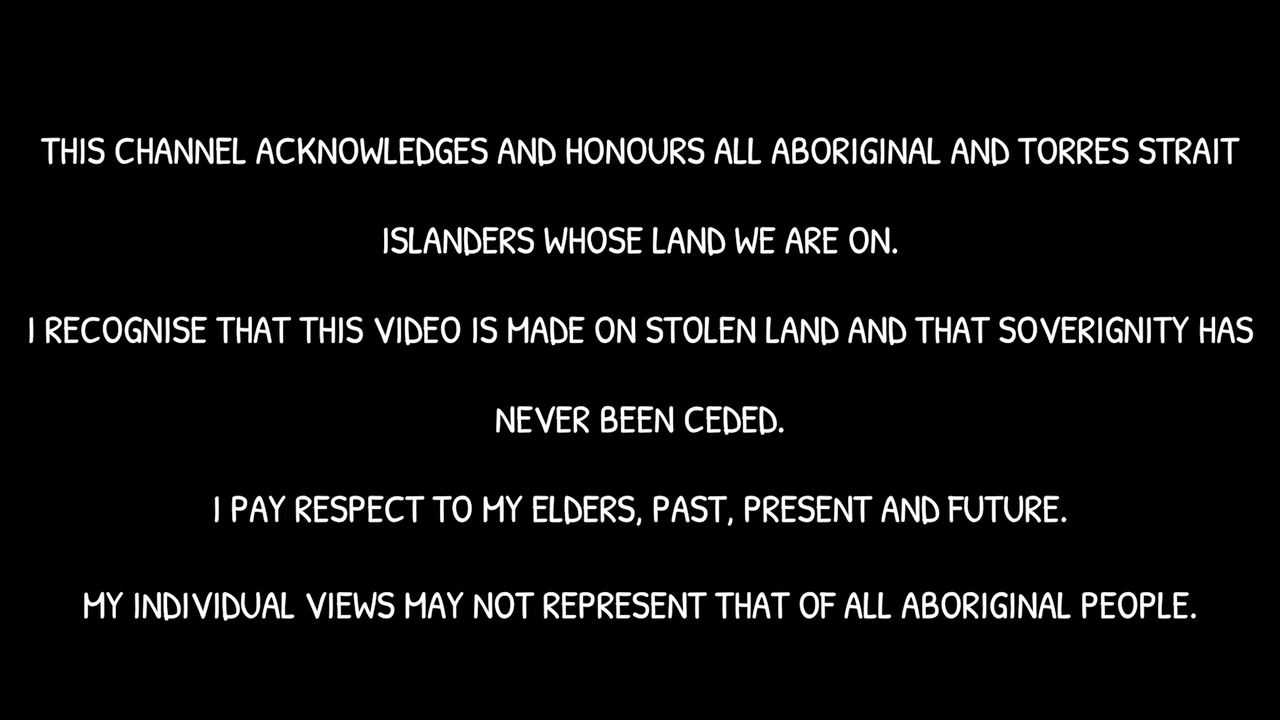 THIS CHANNEL ACKNOWLEDGES AND HONOURS ALL ABORIGINAL AND TORRES STRAIT
ISLANDERS WHOSE LAND WE ARE ON.
I RECOGNISE THAT THIS VIDEO IS MADE ON STOLEN LAND AND THAT SOVERIGNITY HAS
NEVER BEEN CEDED.
I PAY RESPECT TO MY ELDERS, PAST, PRESENT AND FUTURE.
MY INDIVIDUAL VIEWS MAY NOT REPRESENT THAT OF ALL ABORIGINAL PEOPLE.